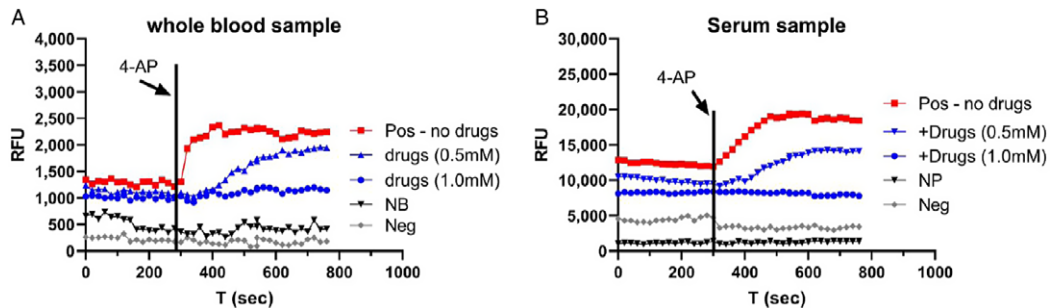 A
whole blood sample
4,000
3,500
3,000
2,500
2,000
1,500
1,000
500
0
RFU
4-AP
Pos - no drugs
drugs (0.5mM)
drugs (1.0mM)
NB
Neg
0
200
400
600
800
1000
T (sec)
B
Serum sample
30,000
25,000
20,000
15,000
10,000
5,000
0
RFU
4-AP
Pos - no drugs
+Drugs (0.5mM)
+Drugs (1.0mM)
NP
Neg
0
200
400
600
800
1000
T (sec)